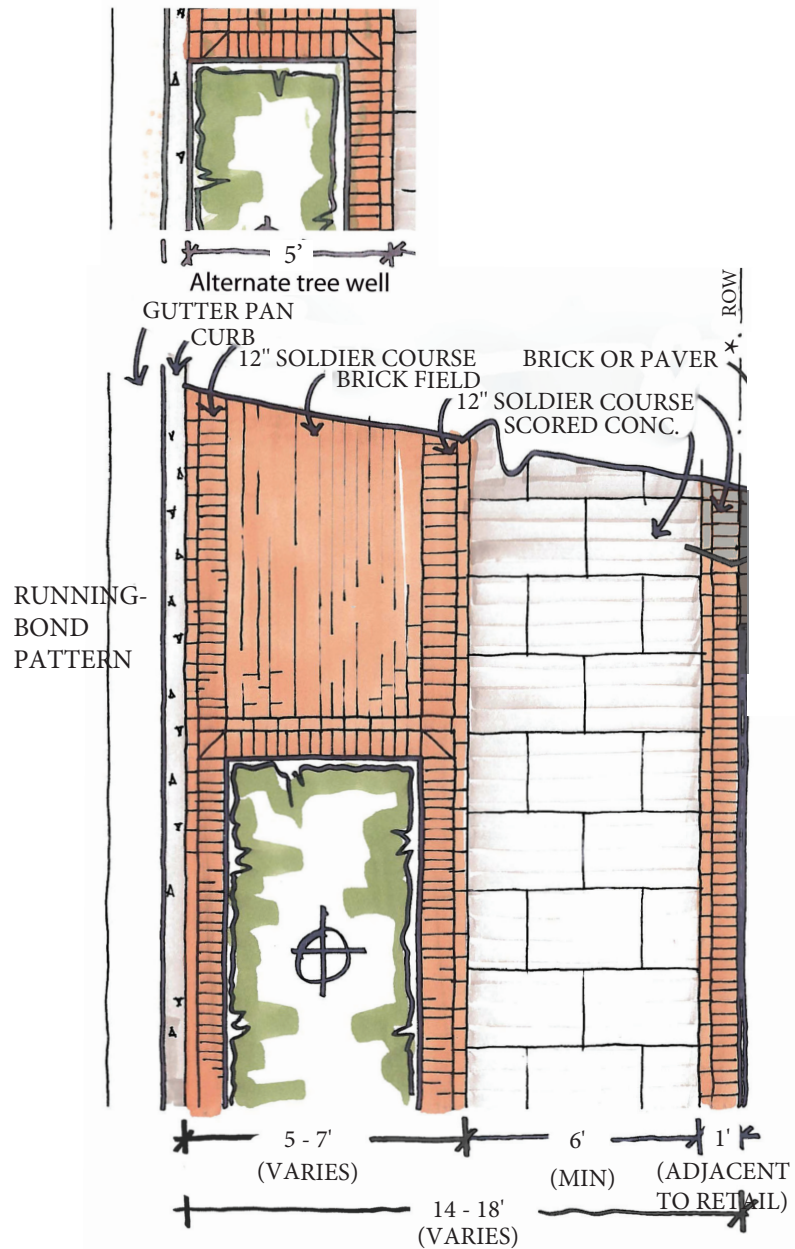 5'
Alternate tree well
ROW
GUTTER PAN
CURB
12" SOLDIER COURSE
BRICK FIELD
BRICK OR PAVER
12" SOLDIER COURSE
SCORED CONC.
RUNNING-
BOND
PATTERN
5 - 7'
(VARIES)
6'
(MIN)
1'
(ADJACENT
TO RETAIL)
14 - 18'
(VARIES)